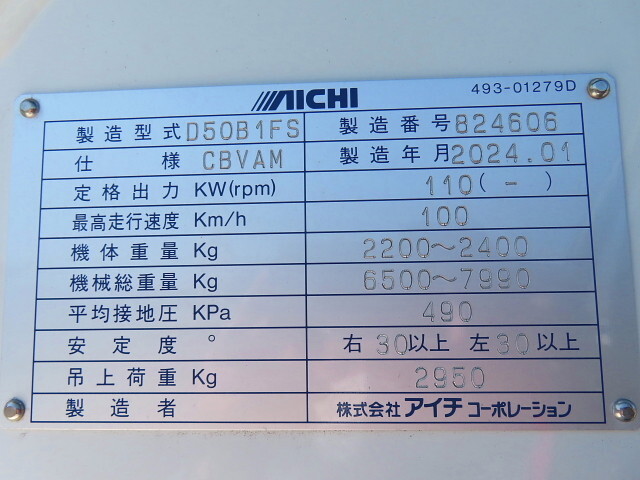 AICHI 493-01279D
製造型式 D50B1FS 製造番号 824606
仕様 CBVAM 製造年月 2024.01
定格出力 KW(rpm) 110( - )
最高走行速度 Km/h 100
機体重量 Kg 2200～2400
機械総重量 Kg 6500～7990
平均接地圧 KPa 490
安定度 ° 右 30 以上 左 30 以上
吊上荷重 Kg 2950
製造者 株式会社 アイチ コーポレーション